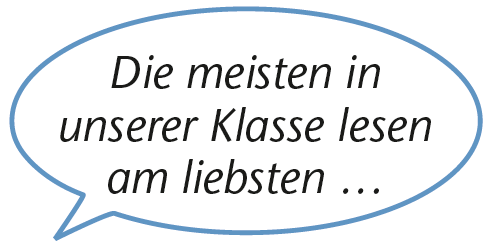 Die meisten in
unserer Klasse lesen
am liebsten …